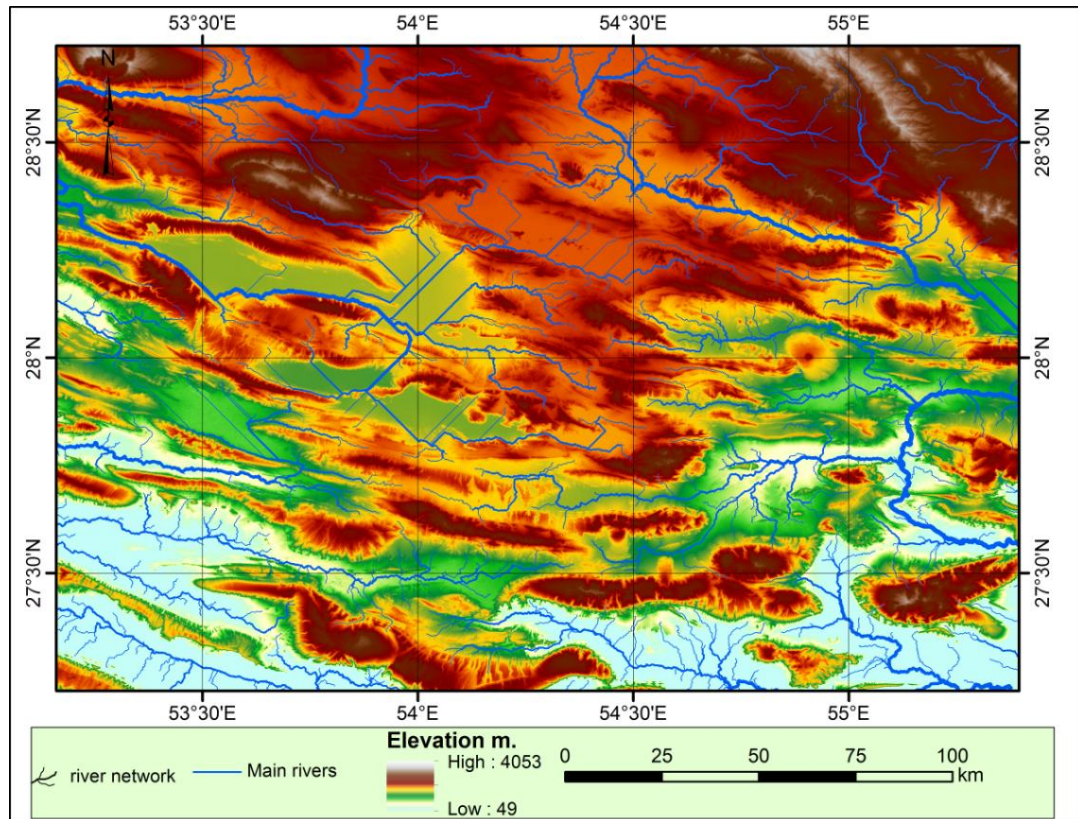 53°30'E 54°E 54°30'E 55°E
N
28°30'N 28°30'N
28°N 28°N
27°30'N 27°30'N
53°30'E 54°E 54°30'E 55°E
river network
Main rivers
Elevation m.
High : 4053
Low : 49
0 25 50 75 100
km